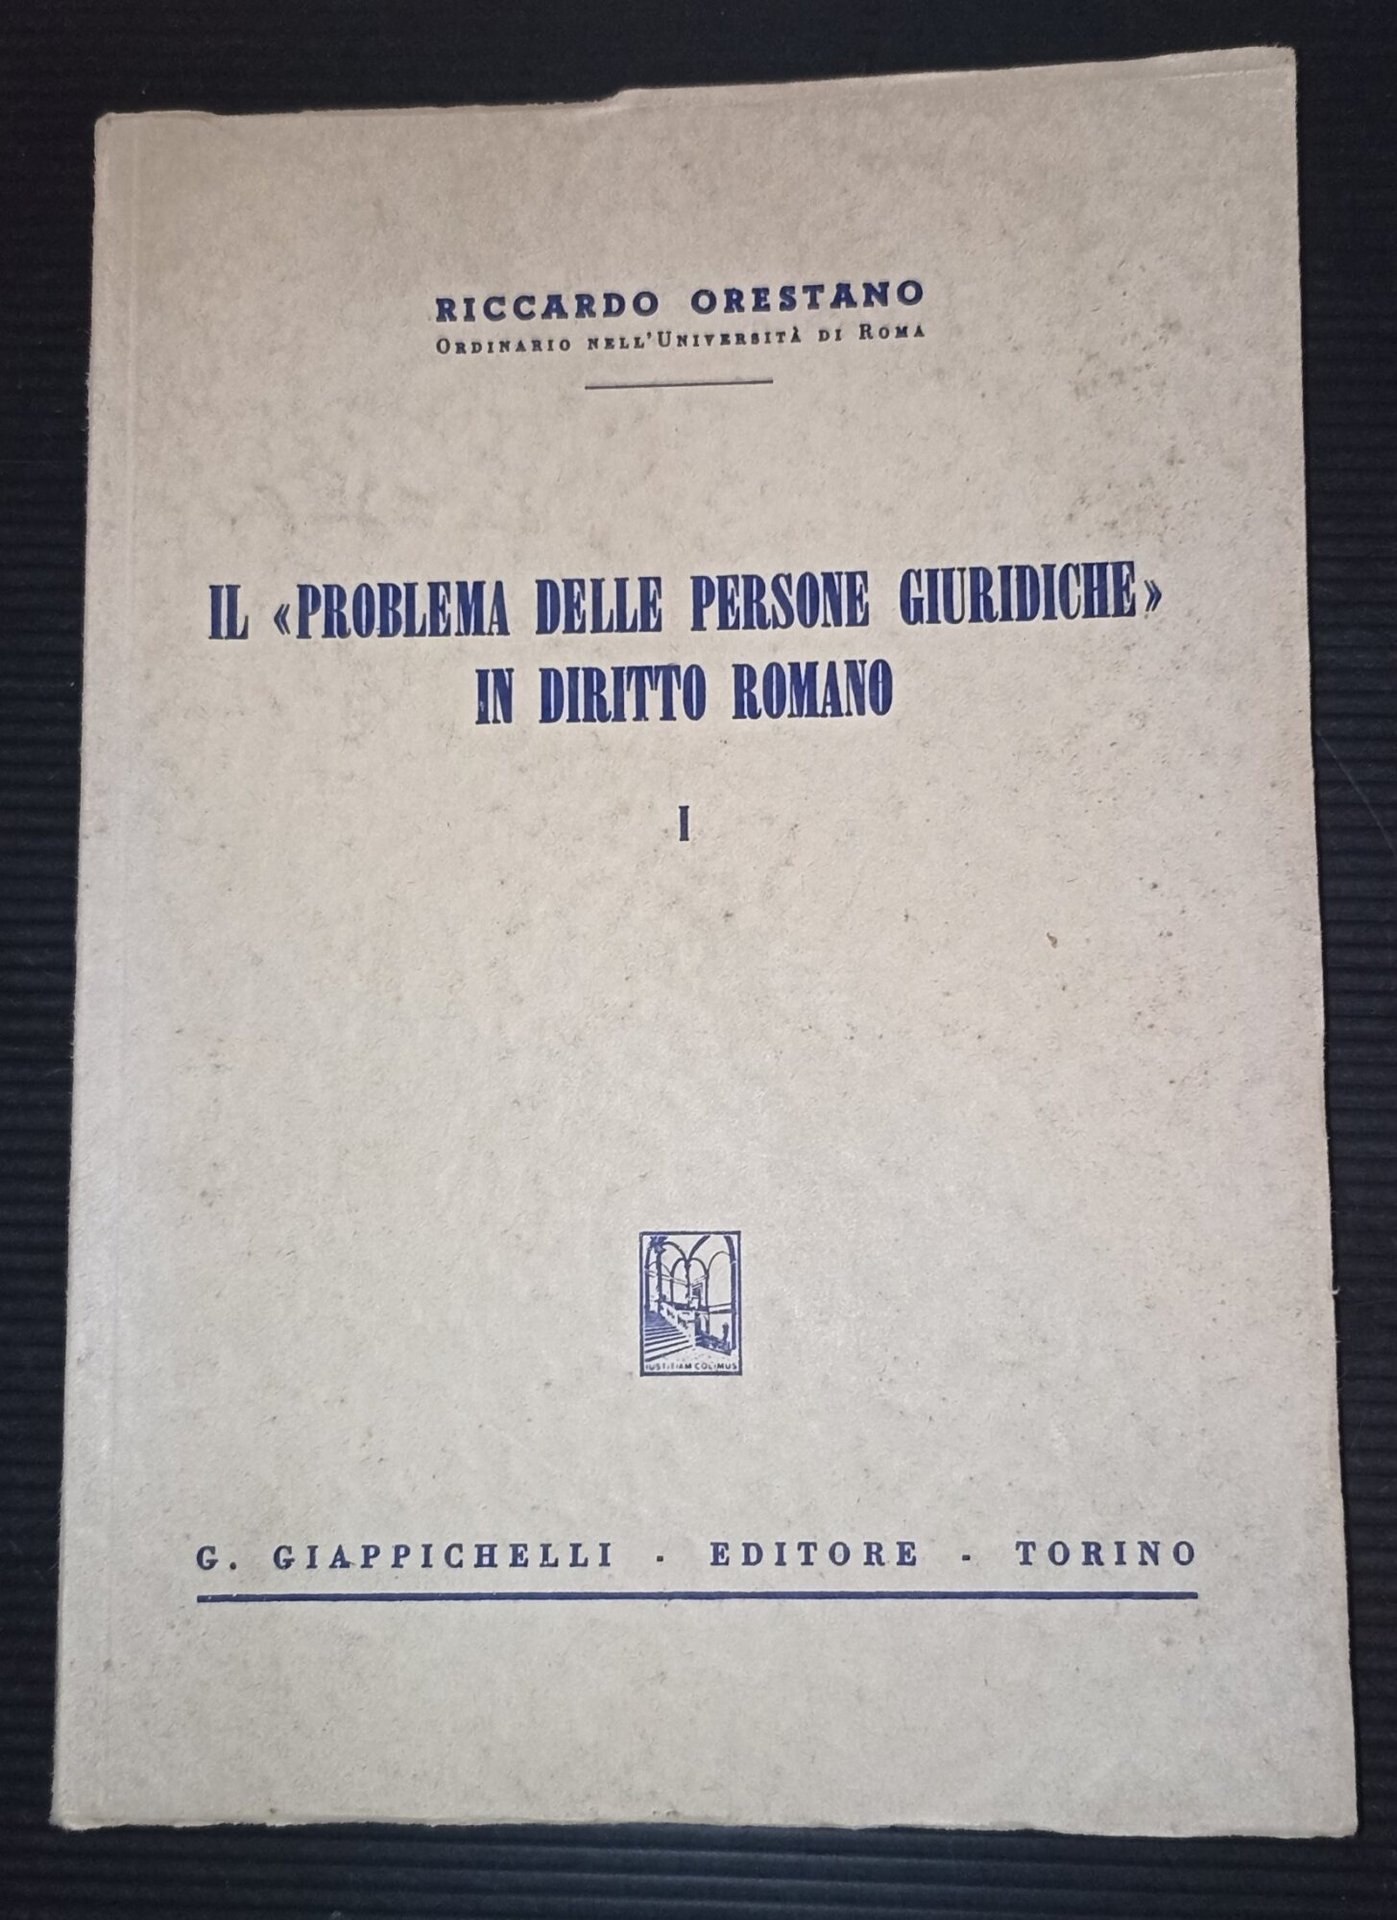 RICCARDO ORESTANO
ORDINARIO NELL'UNIVERSITÀ DI ROMA
IL «PROBLEMA DELLE PERSONE GIURIDICHE»
IN DIRITTO ROMANO
I
IUSTITIAM COLIMUS
G. GIAPPICHELLI - EDITORE - TORINO